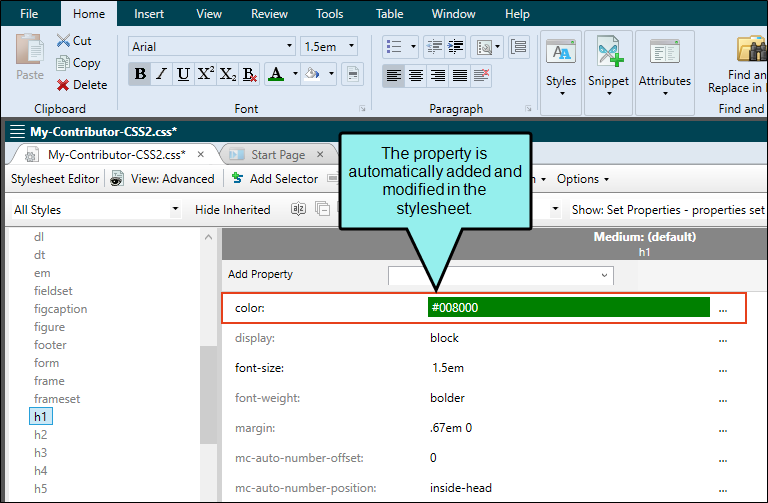 File Home Insert View Review Tools Table Window Help
Paste
Cut
Copy
Delete
Clipboard
Arial 1.5em
B I U X² X₂ B A
Font
Paragraph
Styles
Snippet
Attributes
Find an
Replace in
Find and
My-Contributor-CSS2.css*
My-Contributor-CSS2.css* × Start Page ×
Stylesheet Editor View: Advanced Add Selector Options
All Styles Hide Inherited Show: Set Properties - properties set
The property is
automatically added and
modified in the
stylesheet.
dl
dt
em
fieldset
figcaption
figure
footer
form
frame
frameset
h1
h2
h3
h4
h5
Medium: (default)
h1
Add Property
color: #008000 ...
display: block ...
font-size: 1.5em ...
font-weight: bolder ...
margin: .67em 0 ...
mc-auto-number-offset: 0 ...
mc-auto-number-position: inside-head ...